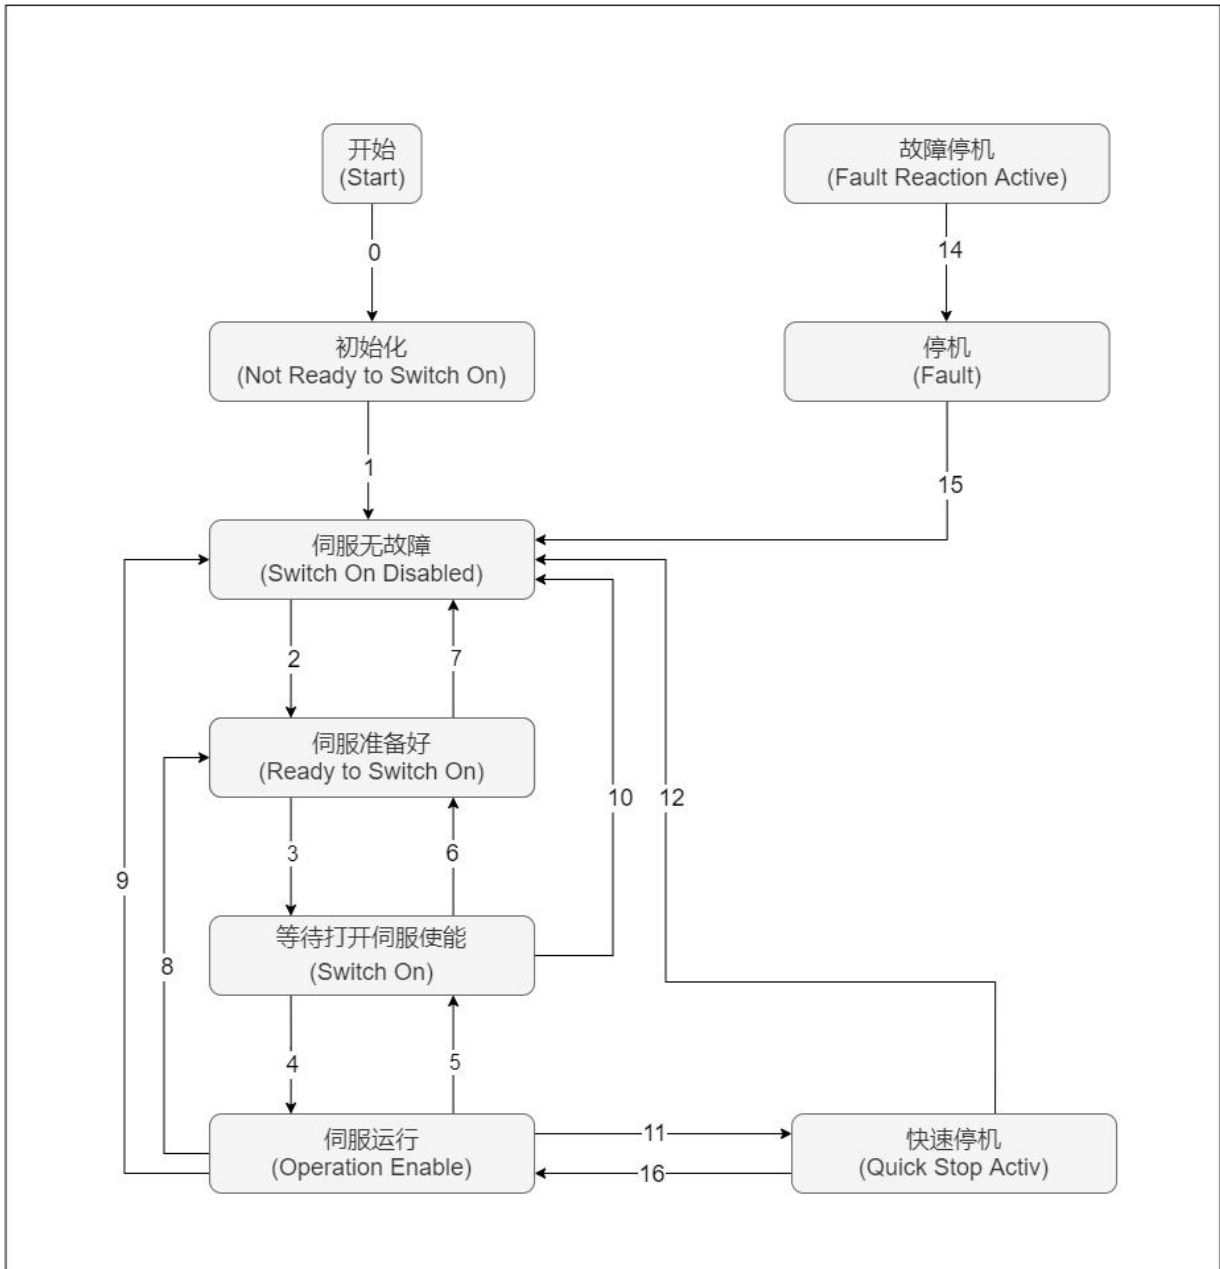 开始
(Start)
故障停机
(Fault Reaction Active)
0
14
初始化
(Not Ready to Switch On)
停机
(Fault)
1
15
伺服无故障
(Switch On Disabled)
2
7
伺服准备好
(Ready to Switch On)
10
12
3
6
9
等待打开伺服使能
(Switch On)
8
4
5
伺服运行
(Operation Enable)
11
16
快速停机
(Quick Stop Activ)